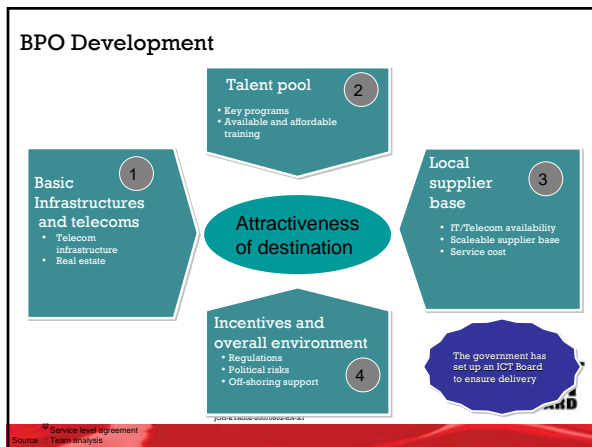 BPO Development
Talent pool
2
• Key programs
• Available and affordable
training
1
Basic
Infrastructures
and telecoms
• Telecom
infrastructure
• Real estate
Attractiveness
of destination
Local
supplier
base
3
• IT/Telecom availability
• Scaleable supplier base
• Service cost
Incentives and
overall environment
• Regulations
• Political risks
• Off-shoring support
4
The government has
set up an ICT Board
to ensure delivery
Service level agreement
Source : Team analysis